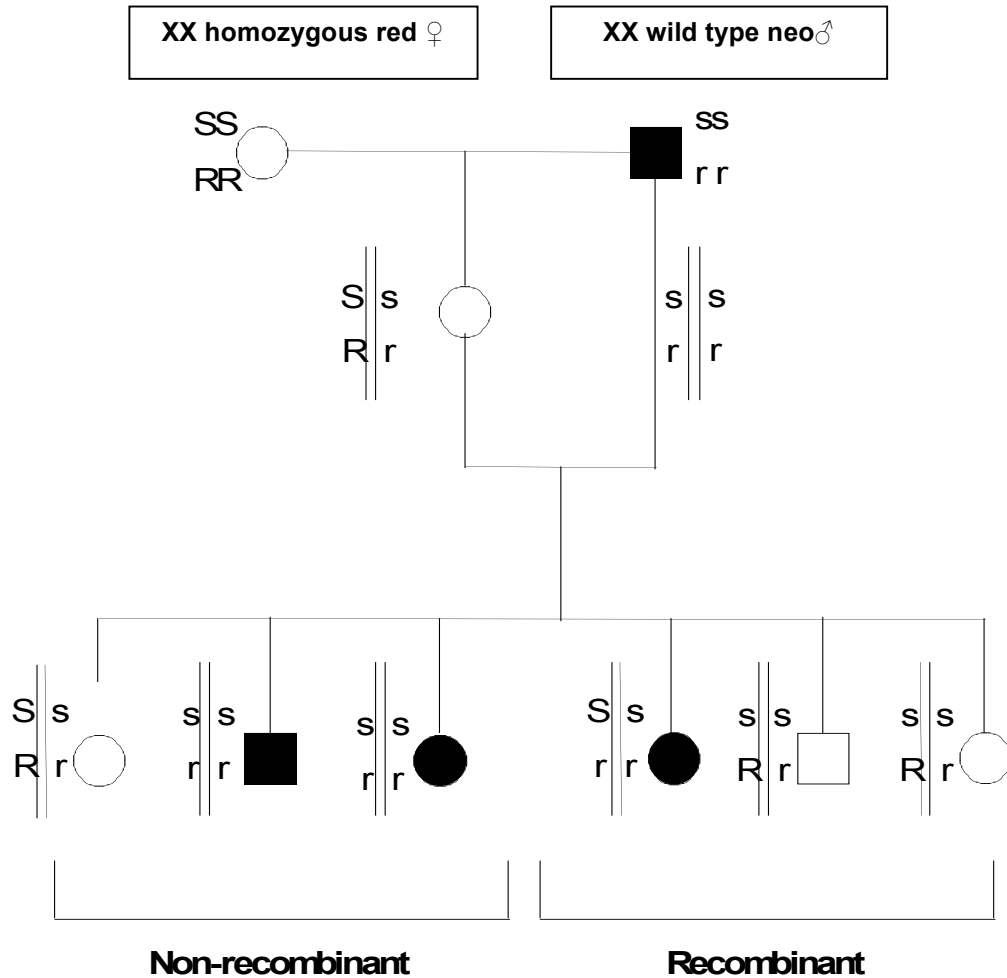 XX homozygous red ♀ XX wild type neo♂
SS ss
RR r r
S s s s
R r r r
S s s s s s S s s s s s
R r r r r r r r R r R r
Non-recombinant Recombinant